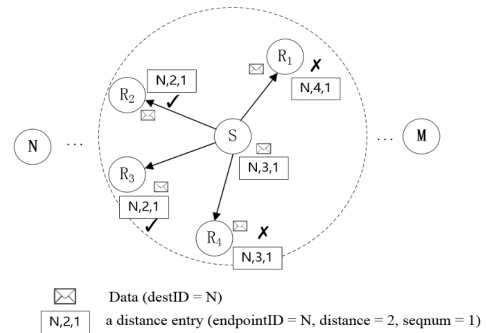 R1
N,4,1
N,2,1
R2
N
...
S
...
M
N,3,1
R3
N,2,1
R4
N,3,1
Data (destID = N)
N,2,1
a distance entry (endpointID = N, distance = 2, seqnum = 1)